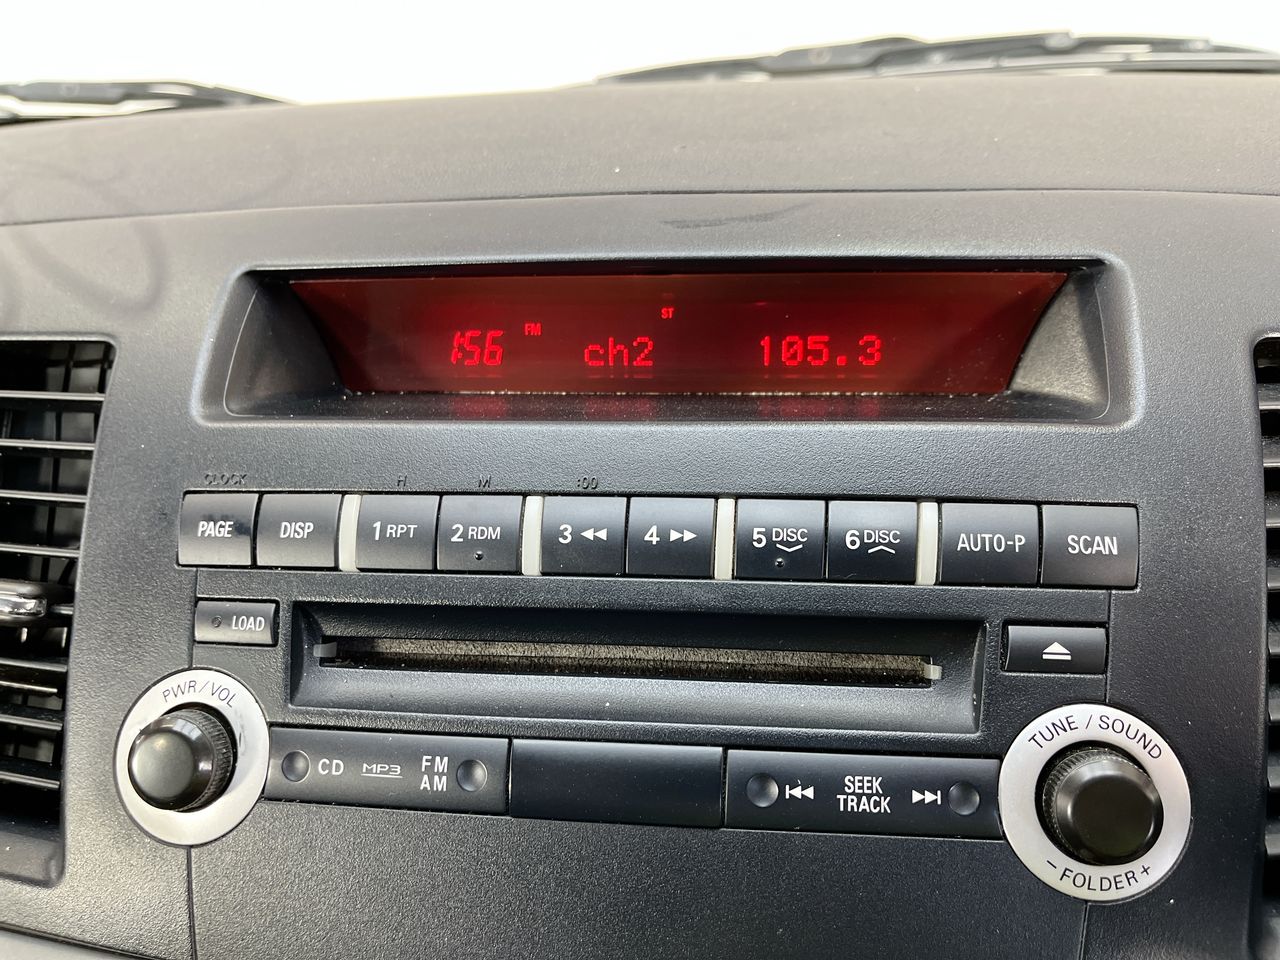 1:56 FM ch2 ST 105.3
CLOCK H M :00
PAGE DISP 1 RPT 2 RDM 3 4 5 DISC 6 DISC AUTO-P SCAN
LOAD
PWR/VOL
CD MP3 FM
AM
SEEK
TRACK
TUNE / SOUND
- FOLDER +